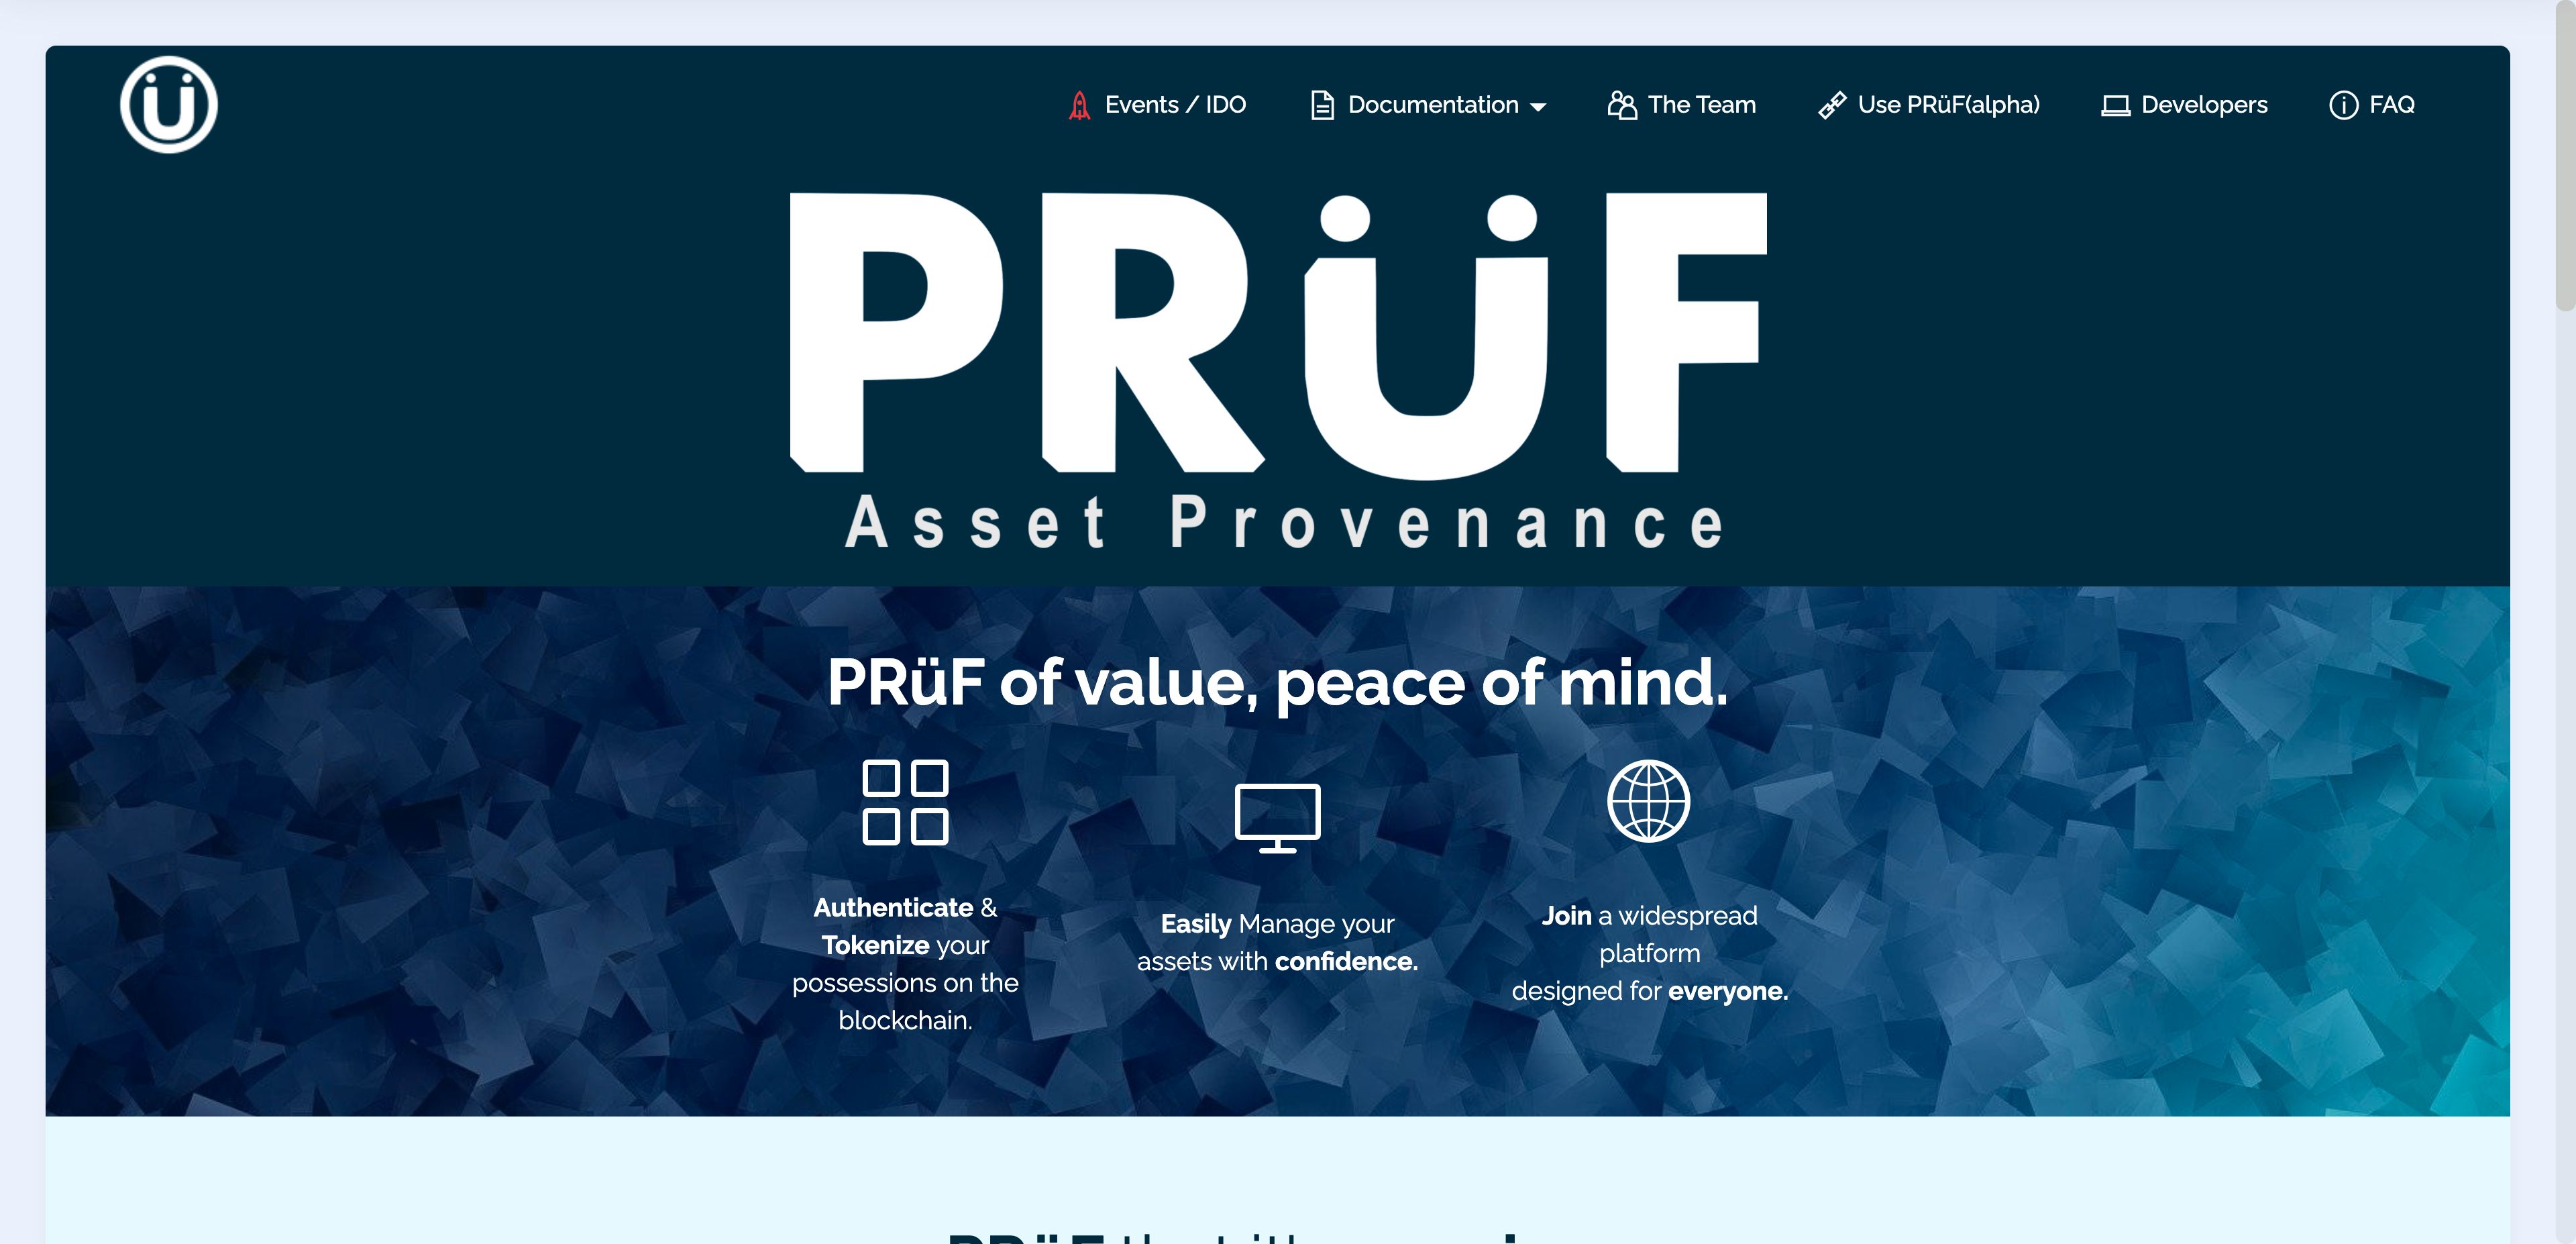 Ü
Events / IDO
Documentation
The Team
Use PRüF(alpha)
Developers
FAQ
PRÜF
Asset Provenance
PRüF of value, peace of mind.
Authenticate &
Tokenize your
possessions on the
blockchain.
Easily Manage your
assets with confidence.
Join a widespread
platform
designed for everyone.
PRüF